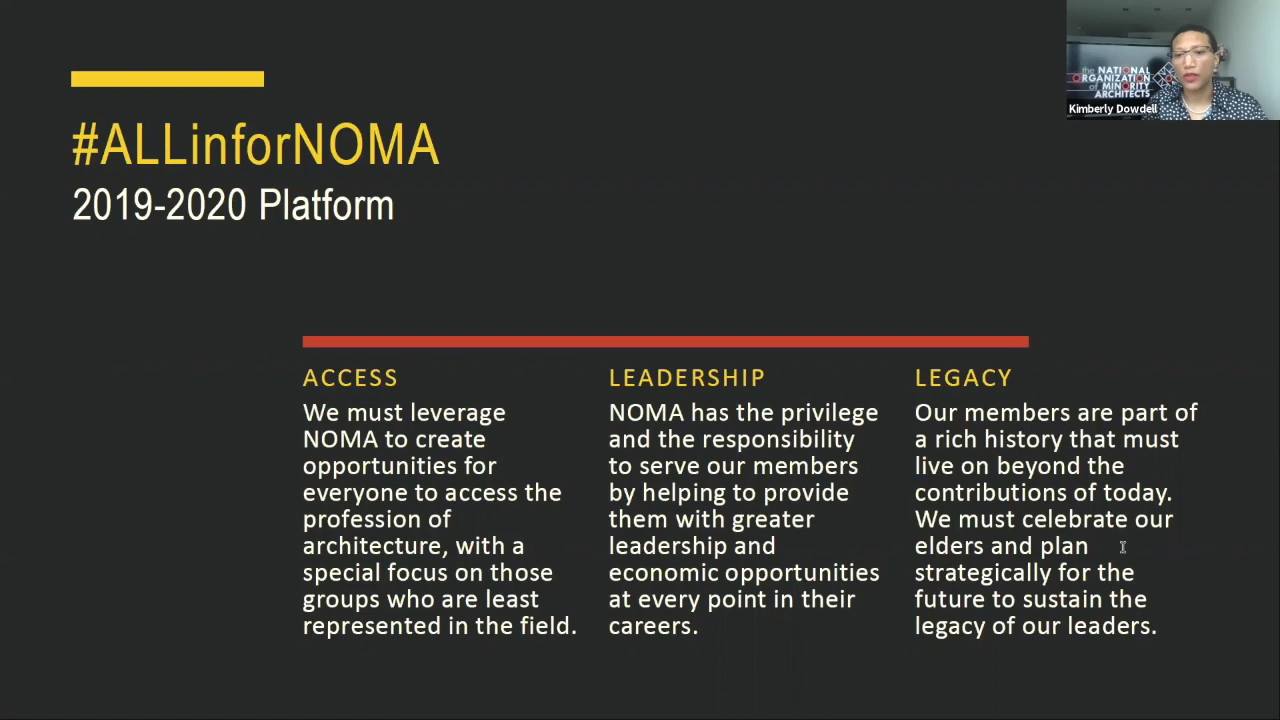 #ALLinforNOMA
2019-2020 Platform
the NATIONAL
ORGANIZATION
of MINORITY
ARCHITECTS
Kimberly Dowdell
ACCESS
We must leverage
NOMA to create
opportunities for
everyone to access the
profession of
architecture, with a
special focus on those
groups who are least
represented in the field.
LEADERSHIP
NOMA has the privilege
and the responsibility
to serve our members
by helping to provide
them with greater
leadership and
economic opportunities
at every point in their
careers.
LEGACY
Our members are part of
a rich history that must
live on beyond the
contributions of today.
We must celebrate our
elders and plan
strategically for the
future to sustain the
legacy of our leaders.